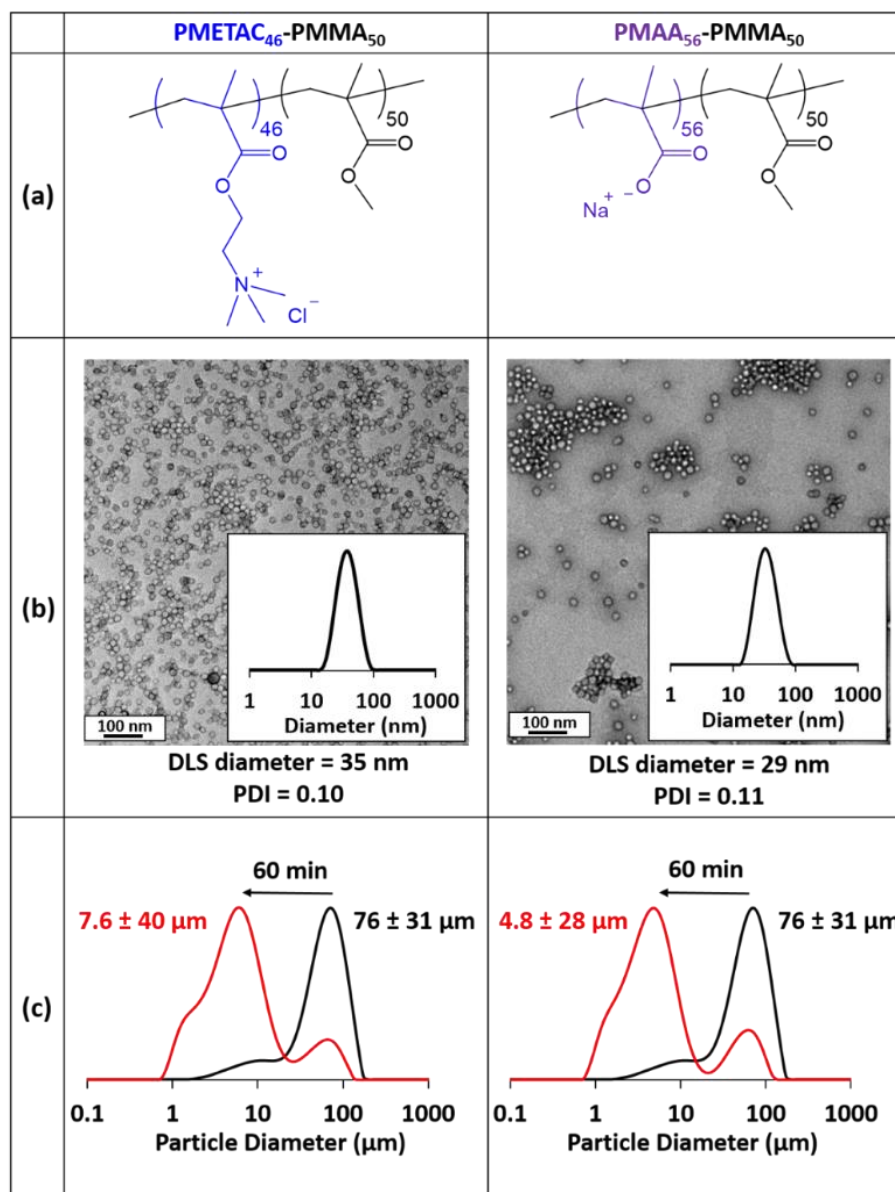 PMETAC46-PMMA50
PMAA56-PMMA50
(a)
46
50
O
O
O
O
N
+
Cl
−
56
50
O
O
−
Na
+
O
O
(b)
1 10 100 1000
Diameter (nm)
100 nm
DLS diameter = 35 nm
PDI = 0.10
1 10 100 1000
Diameter (nm)
100 nm
DLS diameter = 29 nm
PDI = 0.11
(c)
60 min
7.6 ± 40 µm
76 ± 31 µm
0.1 1 10 100 1000
Particle Diameter (µm)
60 min
4.8 ± 28 µm
76 ± 31 µm
0.1 1 10 100 1000
Particle Diameter (µm)